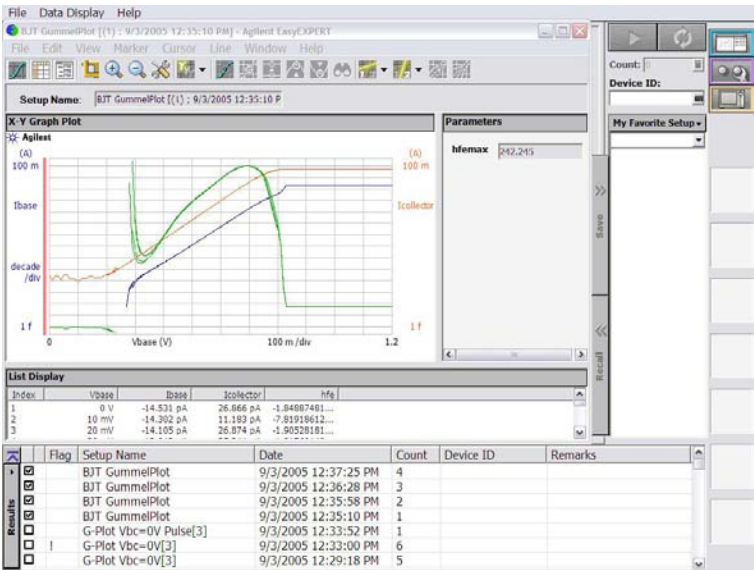 File Data Display Help
BJT GummelPlot [(1) ; 9/3/2005 12:35:10 PM] - Agilent EasyEXPERT
File Edit View Marker Cursor Line Window Help
Count:
Device ID:
Setup Name: BJT GummelPlot [(1) ; 9/3/2005 12:35:10 P
My Favorite Setup
X-Y Graph Plot
Parameters
Agilent
(A) (A)
100 m 100 m
hfemax 242.245
Ibase Icollector
Save
decade
/div
1 f 1 f
0 Vbase (V) 100 m /div 1.2
Recall
List Display
Index Vbase Ibase Icolector hfe
1 0 V -14.531 pA 26.866 pA -1.84887481...
2 10 mV -14.302 pA 11.183 pA -7.81918612...
3 20 mV -14.105 pA 26.874 pA -1.90528181...
Results
Flag Setup Name Date Count Device ID Remarks
BJT GummelPlot 9/3/2005 12:37:25 PM 4
BJT GummelPlot 9/3/2005 12:36:28 PM 3
BJT GummelPlot 9/3/2005 12:35:58 PM 2
BJT GummelPlot 9/3/2005 12:35:10 PM 1
G-Plot Vbc=0V Pulse[3] 9/3/2005 12:33:52 PM 1
! G-Plot Vbc=0V[3] 9/3/2005 12:33:00 PM 6
G-Plot Vbc=0V[3] 9/3/2005 12:29:18 PM 5